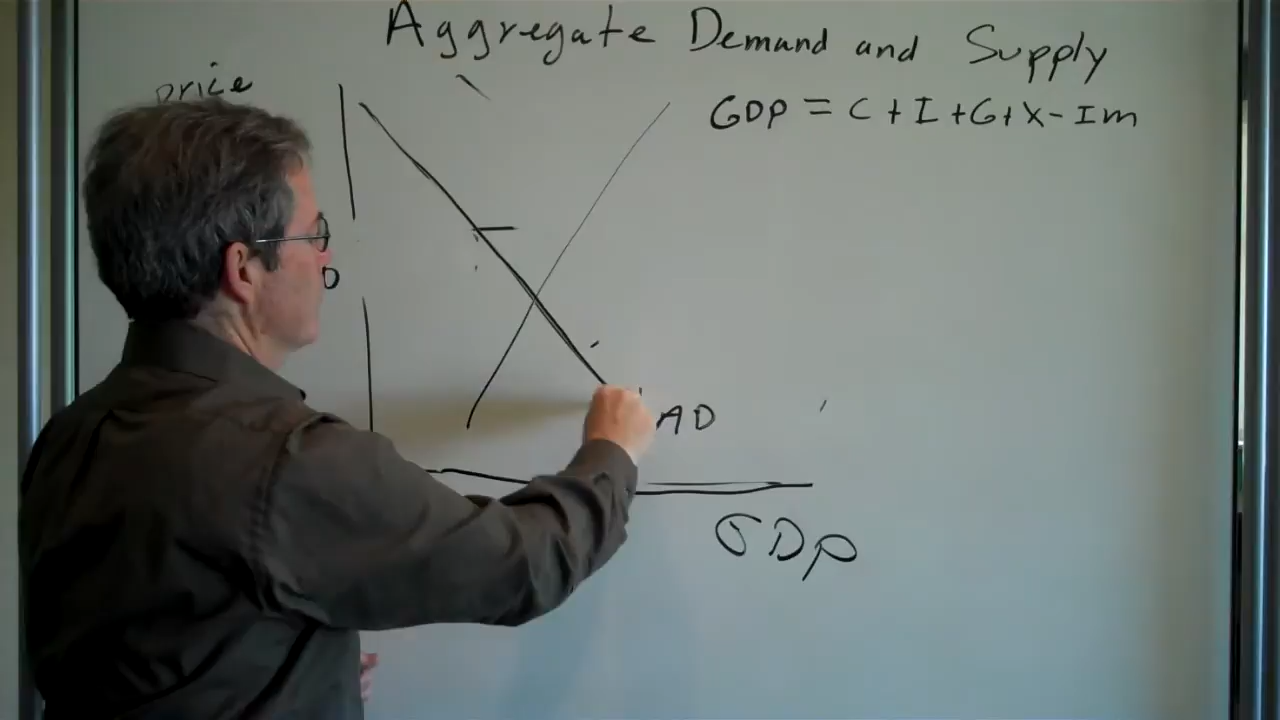 Aggregate Demand and Supply
price
GDP = C + I + G + X - Im
AD
GDP